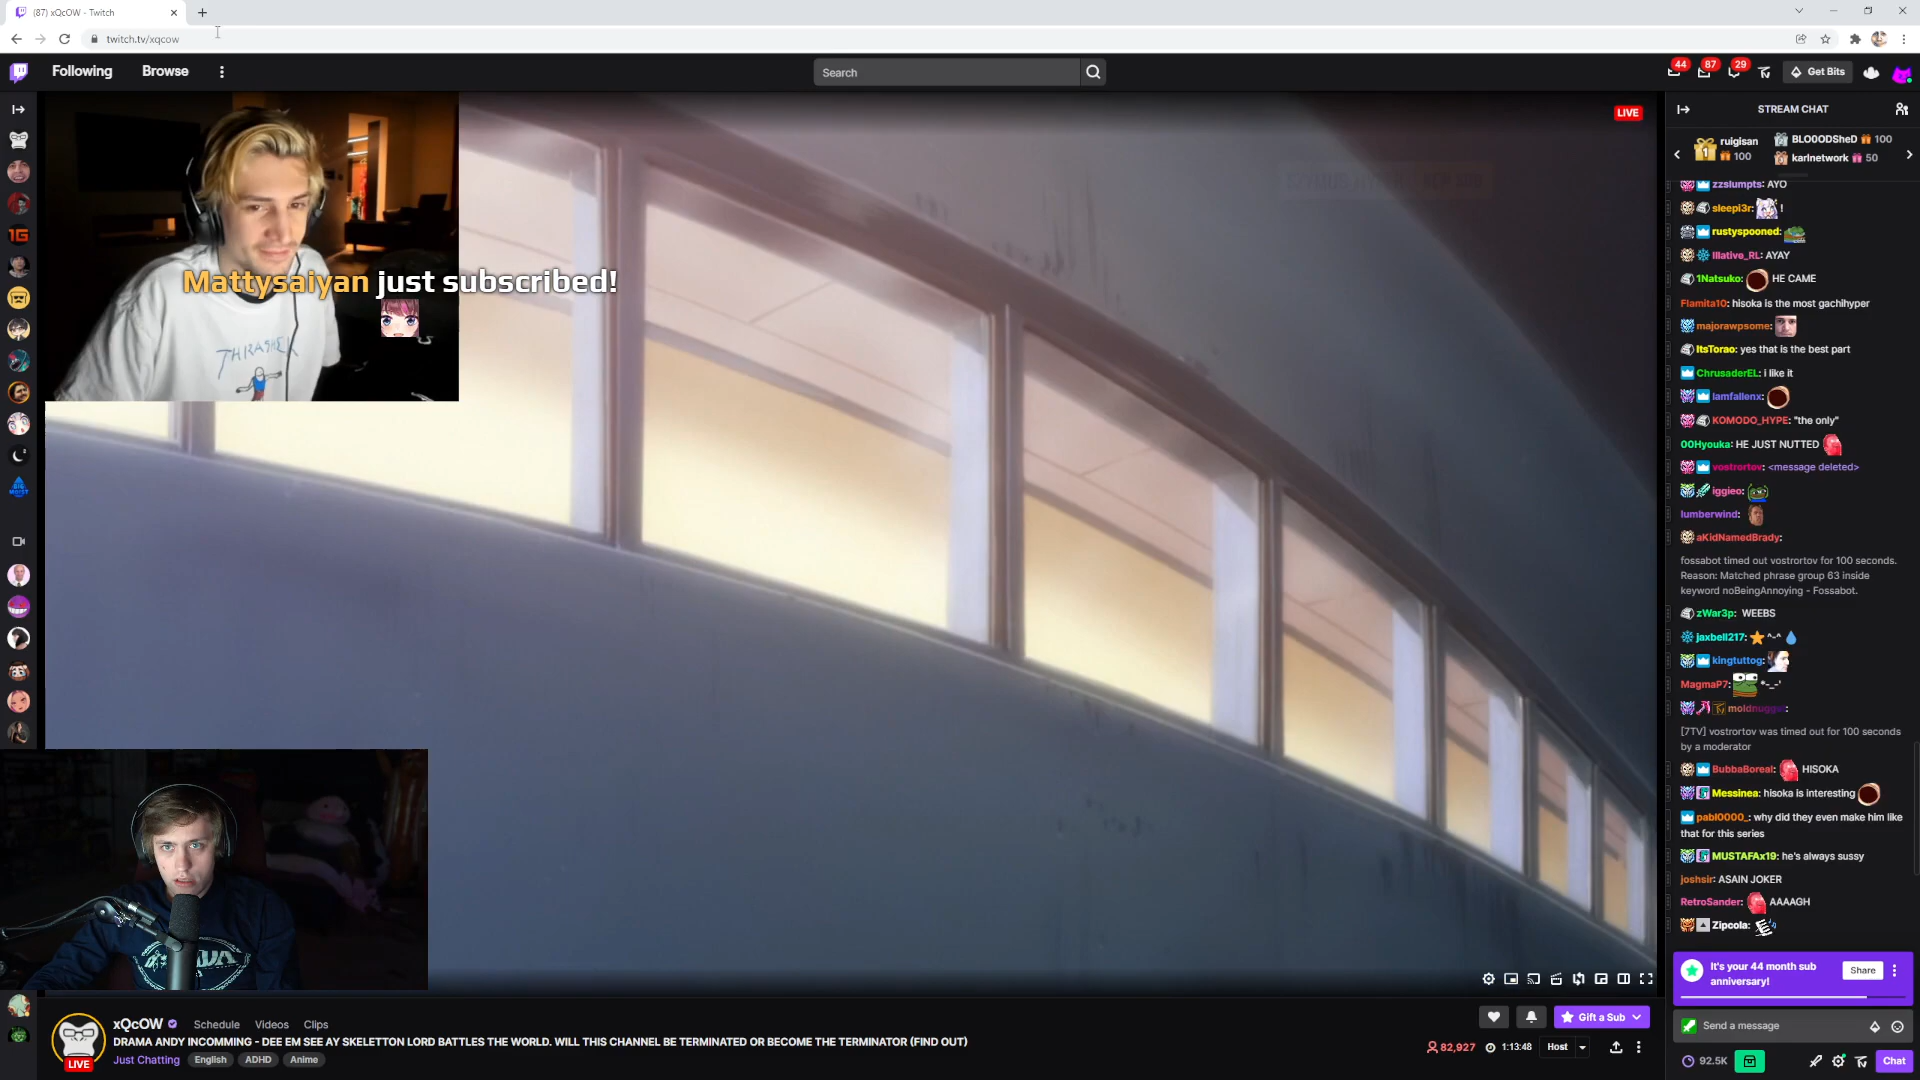 (87) xQcOW - Twitch
twitch.tv/xqcow
Following
Browse
Search
44
87
29
Get Bits
LIVE
STREAM CHAT
1
ruigisan
100
BLO0ODSHeD 100
karlnetwork 50
Mattysaiyan just subscribed!
THRASHER
zzslumpts: AYO
sleepi3r: !
rustyspooned:
Illative_RL: AYAY
1Natsuko: HE CAME
Flamita10: hisoka is the most gachihyper
majorawpsome:
ItsTorao: yes that is the best part
ChrusaderEL: i like it
Iamfallenx:
KOMODO_HYPE: "the only"
00Hyouka: HE JUST NUTTED
vostrortov: <message deleted>
iggieo:
lumberwind:
aKidNamedBrady:
fossabot timed out vostrortov for 100 seconds.
Reason: Matched phrase group 63 inside
keyword noBeingAnnoying - Fossabot.
zWar3p: WEEBS
jaxbell217: ^-^
kingtuttog:
MagmaP7: *-_-'
moldnugget:
[7TV] vostrortov was timed out for 100 seconds
by a moderator
BubbaBoreal: HISOKA
Messinea: hisoka is interesting
pabl0000_: why did they even make him like
that for this series
MUSTAFAx19: he's always sussy
joshsir: ASAIN JOKER
RetroSander: AAAAGH
Zipcola:
It's your 44 month sub
anniversary!
Share
Send a message
92.5K
Chat
xQcOW
Schedule
Videos
Clips
Gift a Sub
DRAMA ANDY INCOMMING - DEE EM SEE AY SKELETTON LORD BATTLES THE WORLD. WILL THIS CHANNEL BE TERMINATED OR BECOME THE TERMINATOR (FIND OUT)
Just Chatting
English
ADHD
Anime
LIVE
82,927
1:13:48
Host